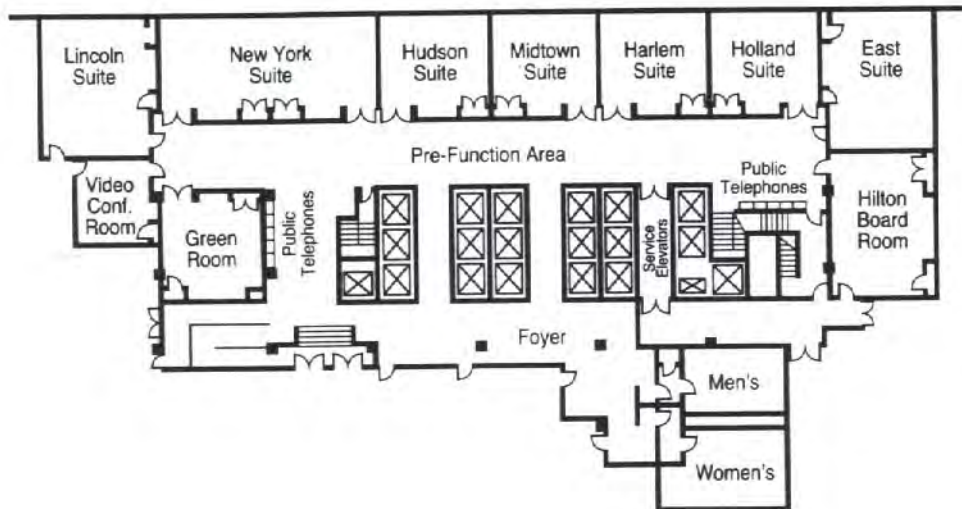 Lincoln
Suite
New York
Suite
Hudson
Suite
Midtown
Suite
Harlem
Suite
Holland
Suite
East
Suite
Pre-Function Area
Video
Conf.
Room
Green
Room
Public
Telephones
Service
Elevators
Public
Telephones
Hilton
Board
Room
Foyer
Men's
Women's